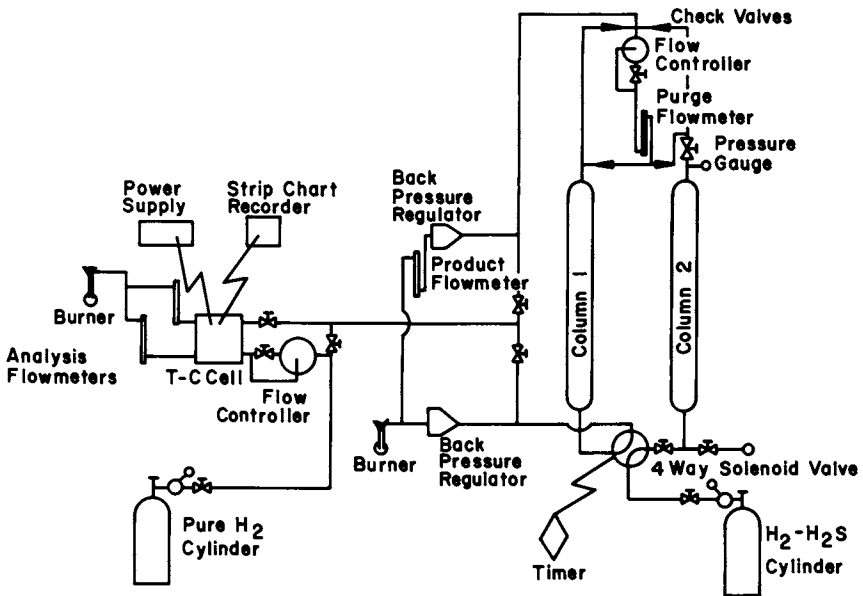 Check Valves
Flow
Controller
Purge
Flowmeter
Pressure
Gauge
Back
Pressure
Regulator
Power
Supply
Strip Chart
Recorder
Product
Flowmeter
Column 1
Column 2
Burner
Analysis
Flowmeters
T-C Cell
Flow
Controller
Burner
Back
Pressure
Regulator
4 Way Solenoid Valve
Pure H2
Cylinder
Timer
H2-H2S
Cylinder